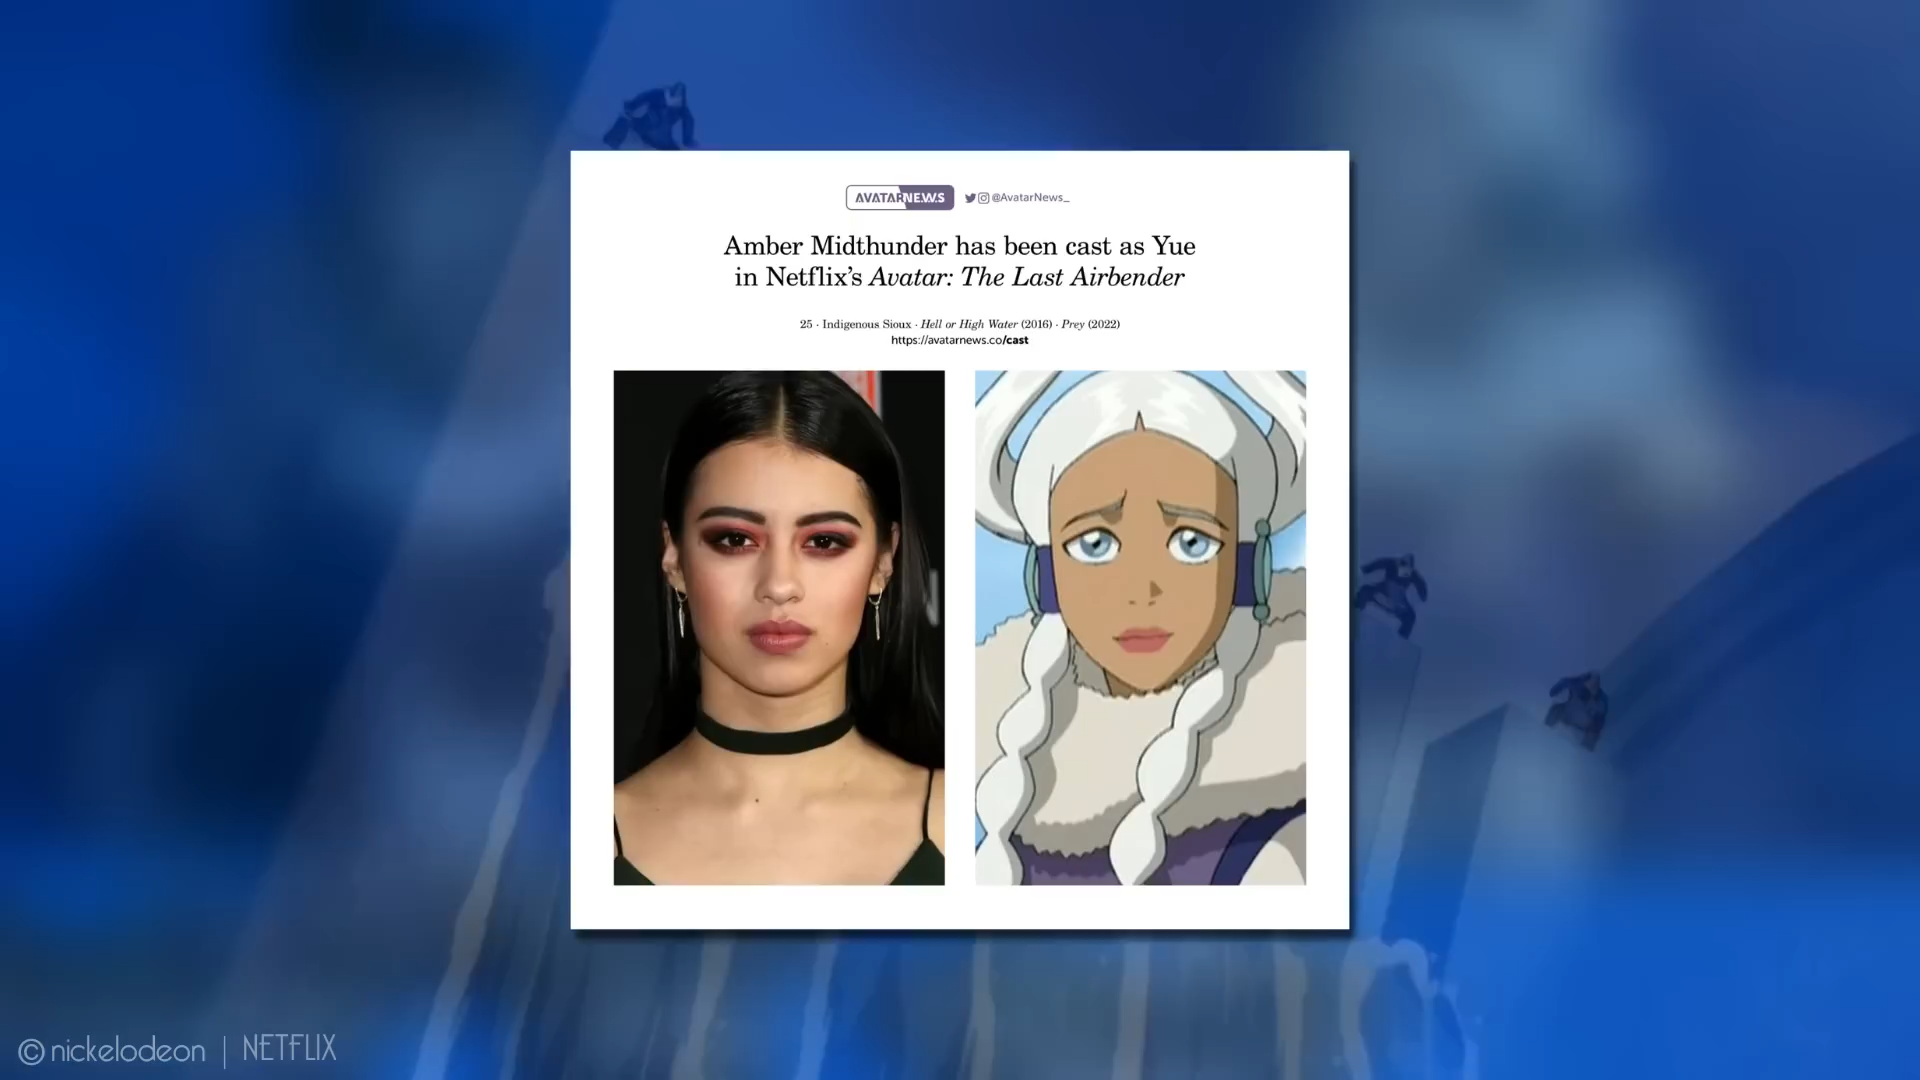 AVATARNEWS @AvatarNews_
Amber Midthunder has been cast as Yue
in Netflix’s Avatar: The Last Airbender
25 · Indigenous Sioux · Hell or High Water (2016) · Prey (2022)
https://avatarnews.co/cast
© nickelodeon | NETFLIX